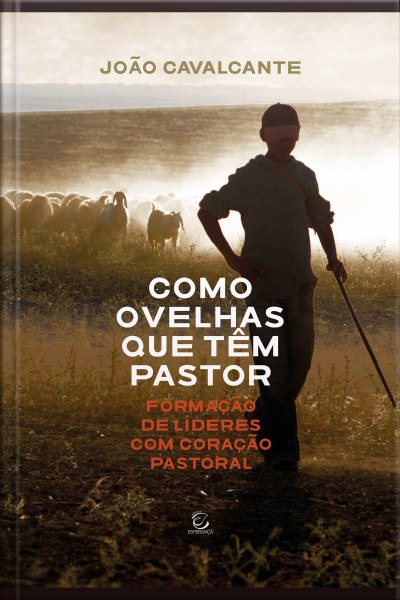 JOÃO CAVALCANTE
COMO
OVELHAS
QUE TÊM
PASTOR
FORMAÇÃO
DE LÍDERES
COM CORAÇÃO
PASTORAL
ESPERANÇA